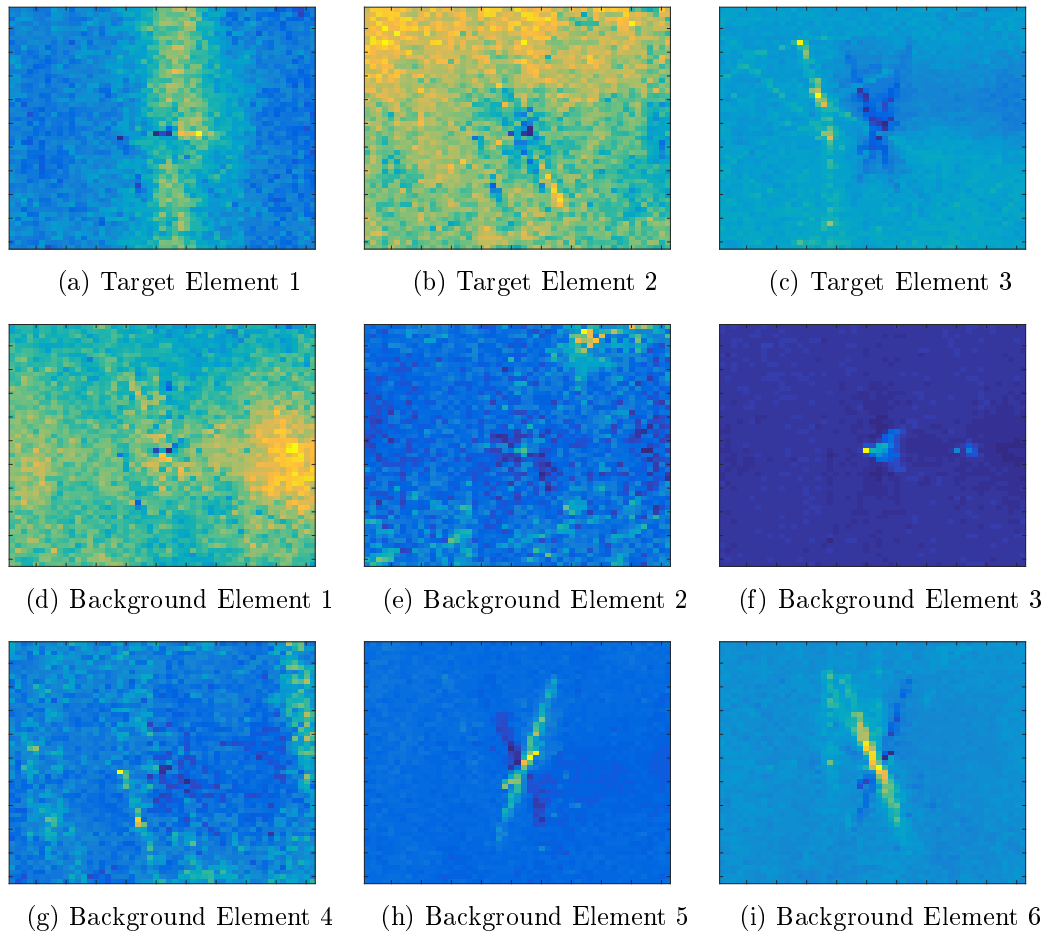 (a) Target Element 1
(b) Target Element 2
(c) Target Element 3
(d) Background Element 1
(e) Background Element 2
(f) Background Element 3
(g) Background Element 4
(h) Background Element 5
(i) Background Element 6